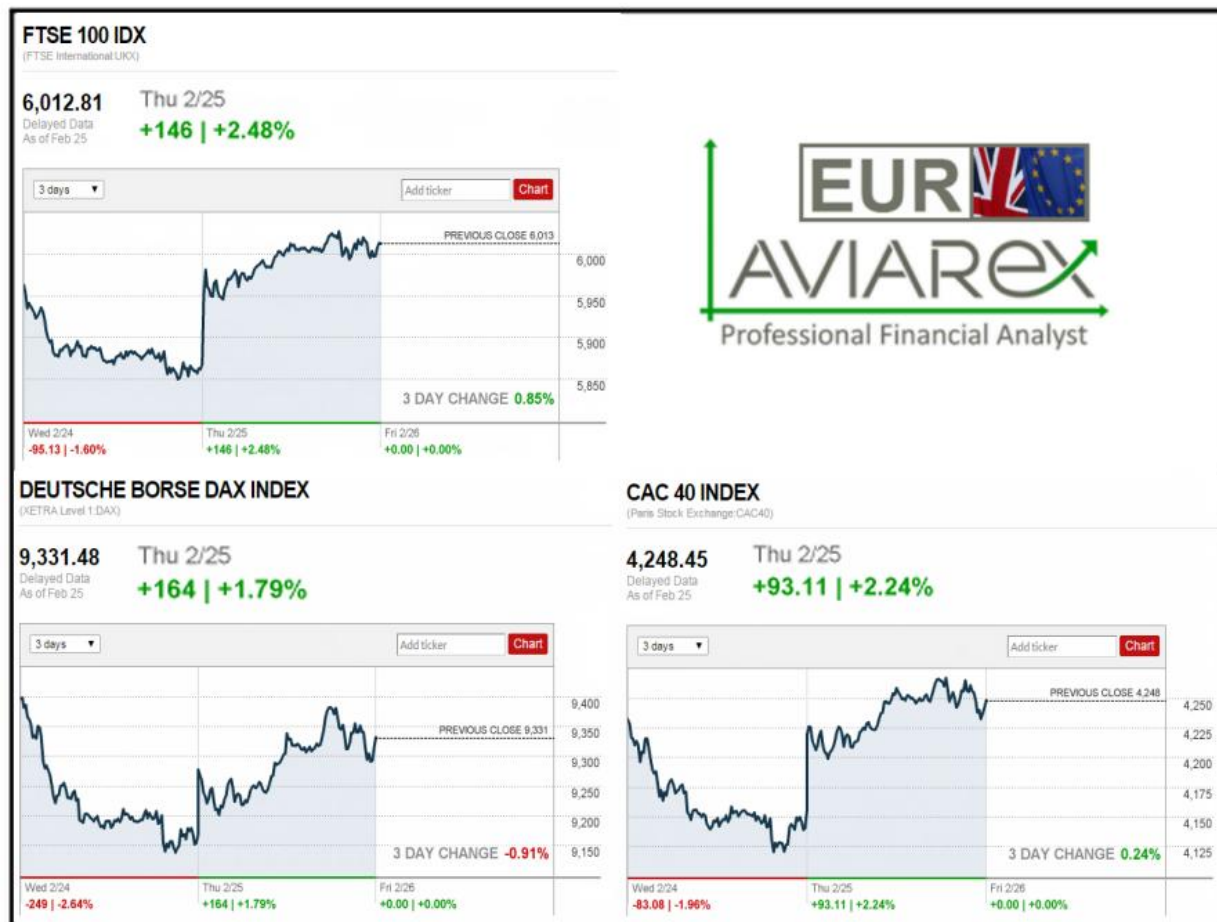 FTSE 100 IDX
(FTSE International:UKX)
6,012.81
Delayed Data
As of Feb 25
Thu 2/25
+146 | +2.48%
3 days
Add ticker
Chart
PREVIOUS CLOSE 6,013
6,000
5,950
5,900
5,850
3 DAY CHANGE 0.85%
Wed 2/24
-95.13 | -1.60%
Thu 2/25
+146 | +2.48%
Fri 2/26
+0.00 | +0.00%
EUR
AVIARex
Professional Financial Analyst
DEUTSCHE BORSE DAX INDEX
(XETRA Level 1:DAX)
9,331.48
Delayed Data
As of Feb 25
Thu 2/25
+164 | +1.79%
3 days
Add ticker
Chart
9,400
PREVIOUS CLOSE 9,331
9,350
9,300
9,250
9,200
9,150
3 DAY CHANGE -0.91%
Wed 2/24
-249 | -2.64%
Thu 2/25
+164 | +1.79%
Fri 2/26
+0.00 | +0.00%
CAC 40 INDEX
(Paris Stock Exchange:CAC40)
4,248.45
Delayed Data
As of Feb 25
Thu 2/25
+93.11 | +2.24%
3 days
Add ticker
Chart
PREVIOUS CLOSE 4,248
4,250
4,225
4,200
4,175
4,150
4,125
3 DAY CHANGE 0.24%
Wed 2/24
-83.08 | -1.96%
Thu 2/25
+93.11 | +2.24%
Fri 2/26
+0.00 | +0.00%